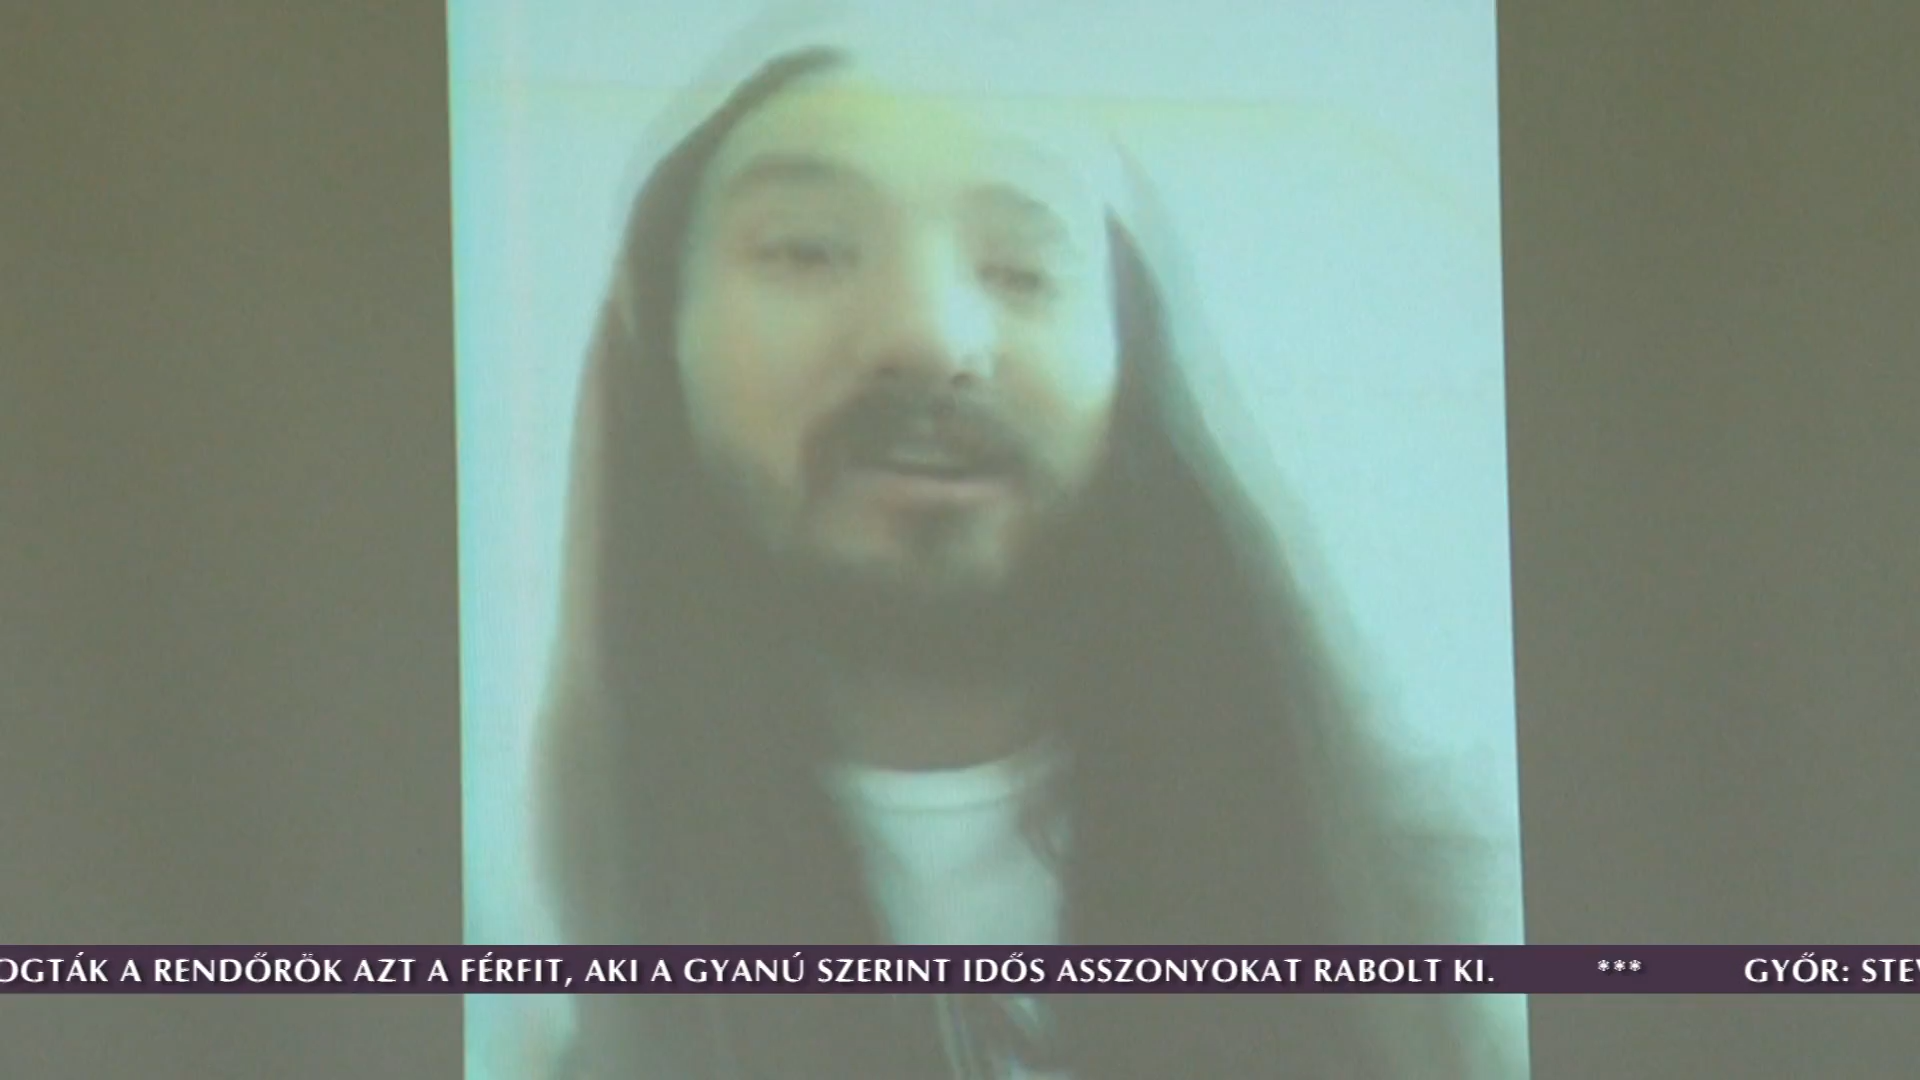 OGTÁK A RENDŐRÖK AZT A FÉRFIT, AKI A GYANÚ SZERINT IDŐS ASSZONYOKAT RABOLT KI. *** GYŐR: STEV